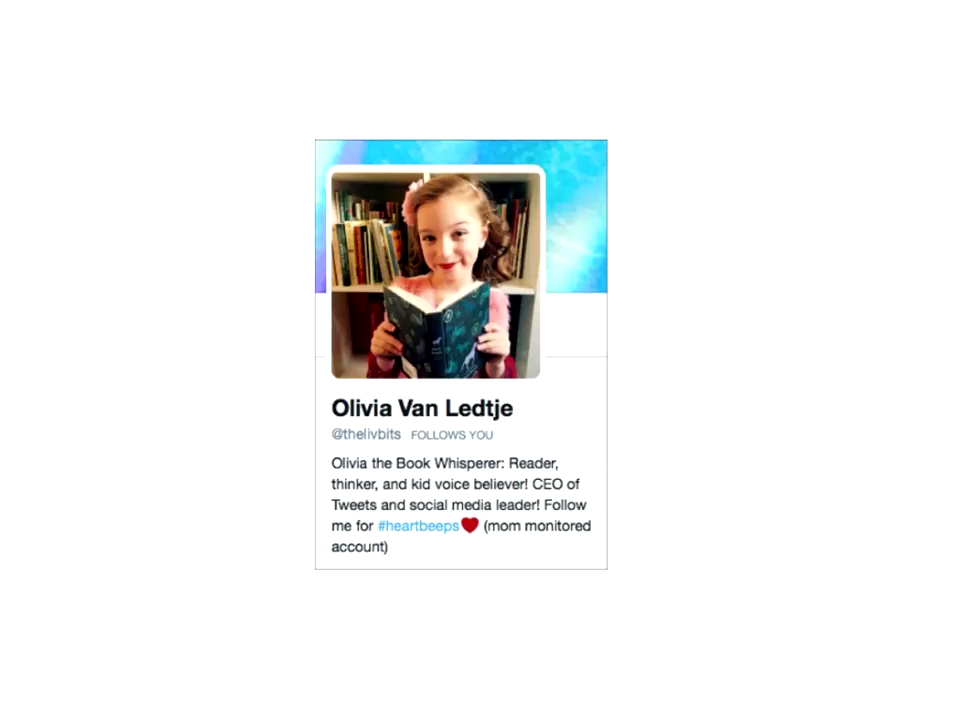 Olivia Van Ledtje
@thelivbits FOLLOWS YOU
Olivia the Book Whisperer: Reader,
thinker, and kid voice believer! CEO of
Tweets and social media leader! Follow
me for #heartbeeps❤️ (mom monitored
account)